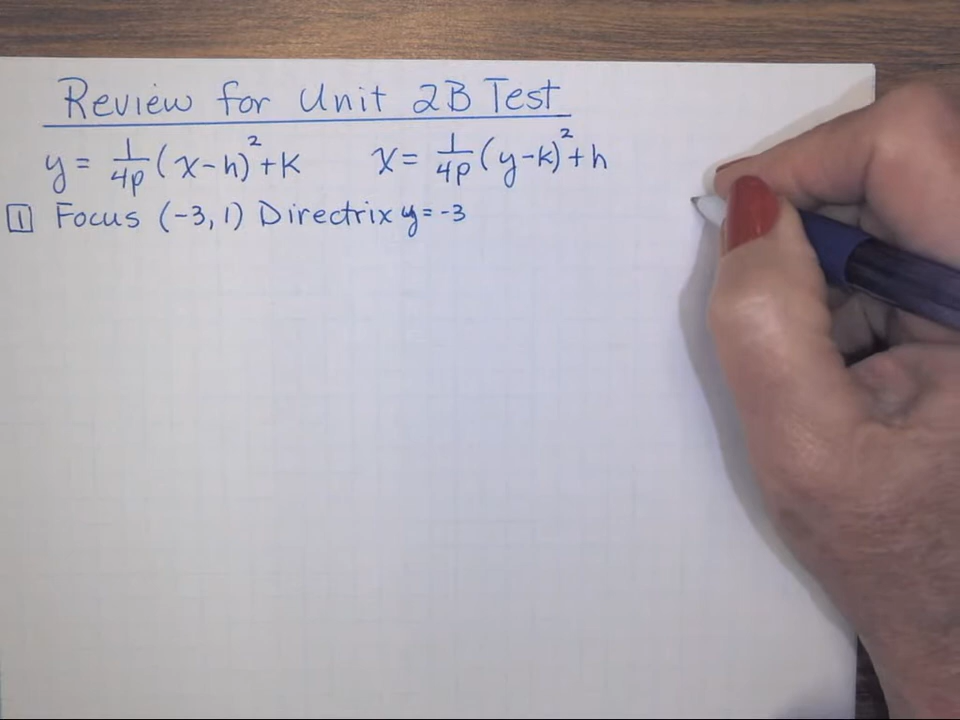 Review for Unit 2B Test
y = 1/4p (x-h)² + k    x = 1/4p (y-k)² + h
1 Focus (-3, 1) Directrix y = -3